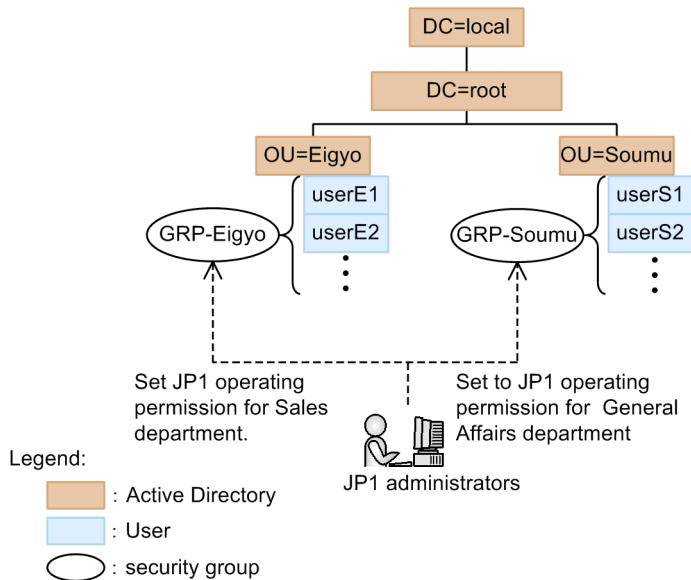 DC=local
DC=root
OU=Eigyo
OU=Soumu
userE1
userS1
GRP-Eigyo
userE2
GRP-Soumu
userS2
Set JP1 operating
permission for Sales
department.
Set to JP1 operating
permission for General
Affairs department
JP1 administrators
Legend:
: Active Directory
: User
: security group